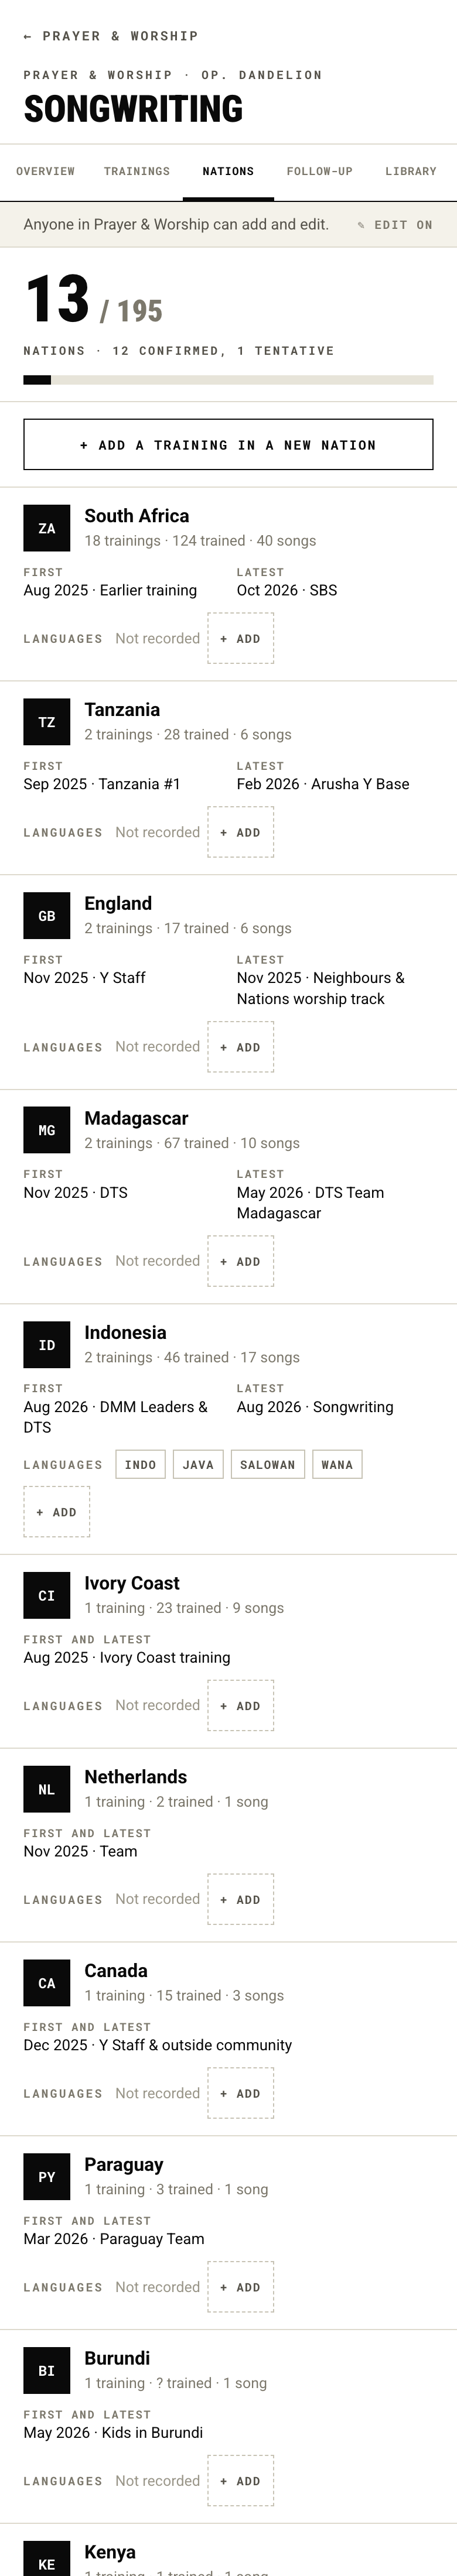 ← PRAYER & WORSHIP
PRAYER & WORSHIP · OP. DANDELION
SONGWRITING
OVERVIEW TRAININGS NATIONS FOLLOW-UP LIBRARY
Anyone in Prayer & Worship can add and edit. ✎ EDIT ON
13 / 195
NATIONS · 12 CONFIRMED, 1 TENTATIVE
+ ADD A TRAINING IN A NEW NATION
ZA South Africa
18 trainings · 124 trained · 40 songs
FIRST LATEST
Aug 2025 · Earlier training Oct 2026 · SBS
LANGUAGES Not recorded + ADD
TZ Tanzania
2 trainings · 28 trained · 6 songs
FIRST LATEST
Sep 2025 · Tanzania #1 Feb 2026 · Arusha Y Base
LANGUAGES Not recorded + ADD
GB England
2 trainings · 17 trained · 6 songs
FIRST LATEST
Nov 2025 · Y Staff Nov 2025 · Neighbours &
Nations worship track
LANGUAGES Not recorded + ADD
MG Madagascar
2 trainings · 67 trained · 10 songs
FIRST LATEST
Nov 2025 · DTS May 2026 · DTS Team
Madagascar
LANGUAGES Not recorded + ADD
ID Indonesia
2 trainings · 46 trained · 17 songs
FIRST LATEST
Aug 2026 · DMM Leaders & Aug 2026 · Songwriting
DTS
LANGUAGES INDO JAVA SALOWAN WANA
+ ADD
CI Ivory Coast
1 training · 23 trained · 9 songs
FIRST AND LATEST
Aug 2025 · Ivory Coast training
LANGUAGES Not recorded + ADD
NL Netherlands
1 training · 2 trained · 1 song
FIRST AND LATEST
Nov 2025 · Team
LANGUAGES Not recorded + ADD
CA Canada
1 training · 15 trained · 3 songs
FIRST AND LATEST
Dec 2025 · Y Staff & outside community
LANGUAGES Not recorded + ADD
PY Paraguay
1 training · 3 trained · 1 song
FIRST AND LATEST
Mar 2026 · Paraguay Team
LANGUAGES Not recorded + ADD
BI Burundi
1 training · ? trained · 1 song
FIRST AND LATEST
May 2026 · Kids in Burundi
LANGUAGES Not recorded + ADD
KE Kenya